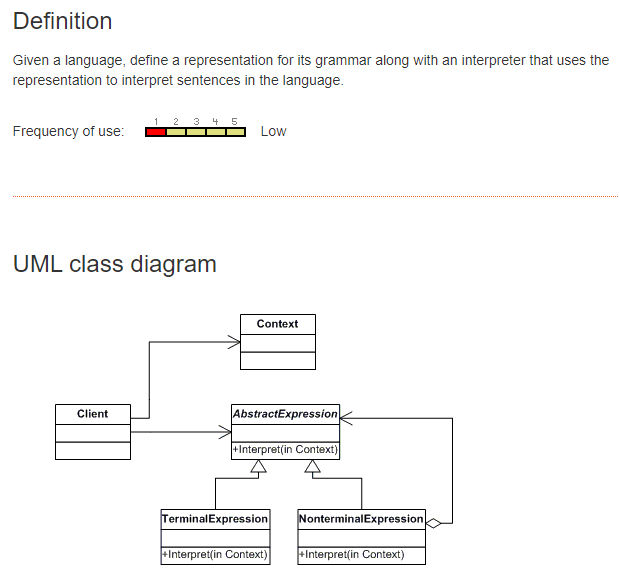 Definition
Given a language, define a representation for its grammar along with an interpreter that uses the
representation to interpret sentences in the language.
1 2 3 4 5
Frequency of use: Low
UML class diagram
Context
Client
AbstractExpression
+Interpret(in Context)
TerminalExpression
NonterminalExpression
+Interpret(in Context)
+Interpret(in Context)